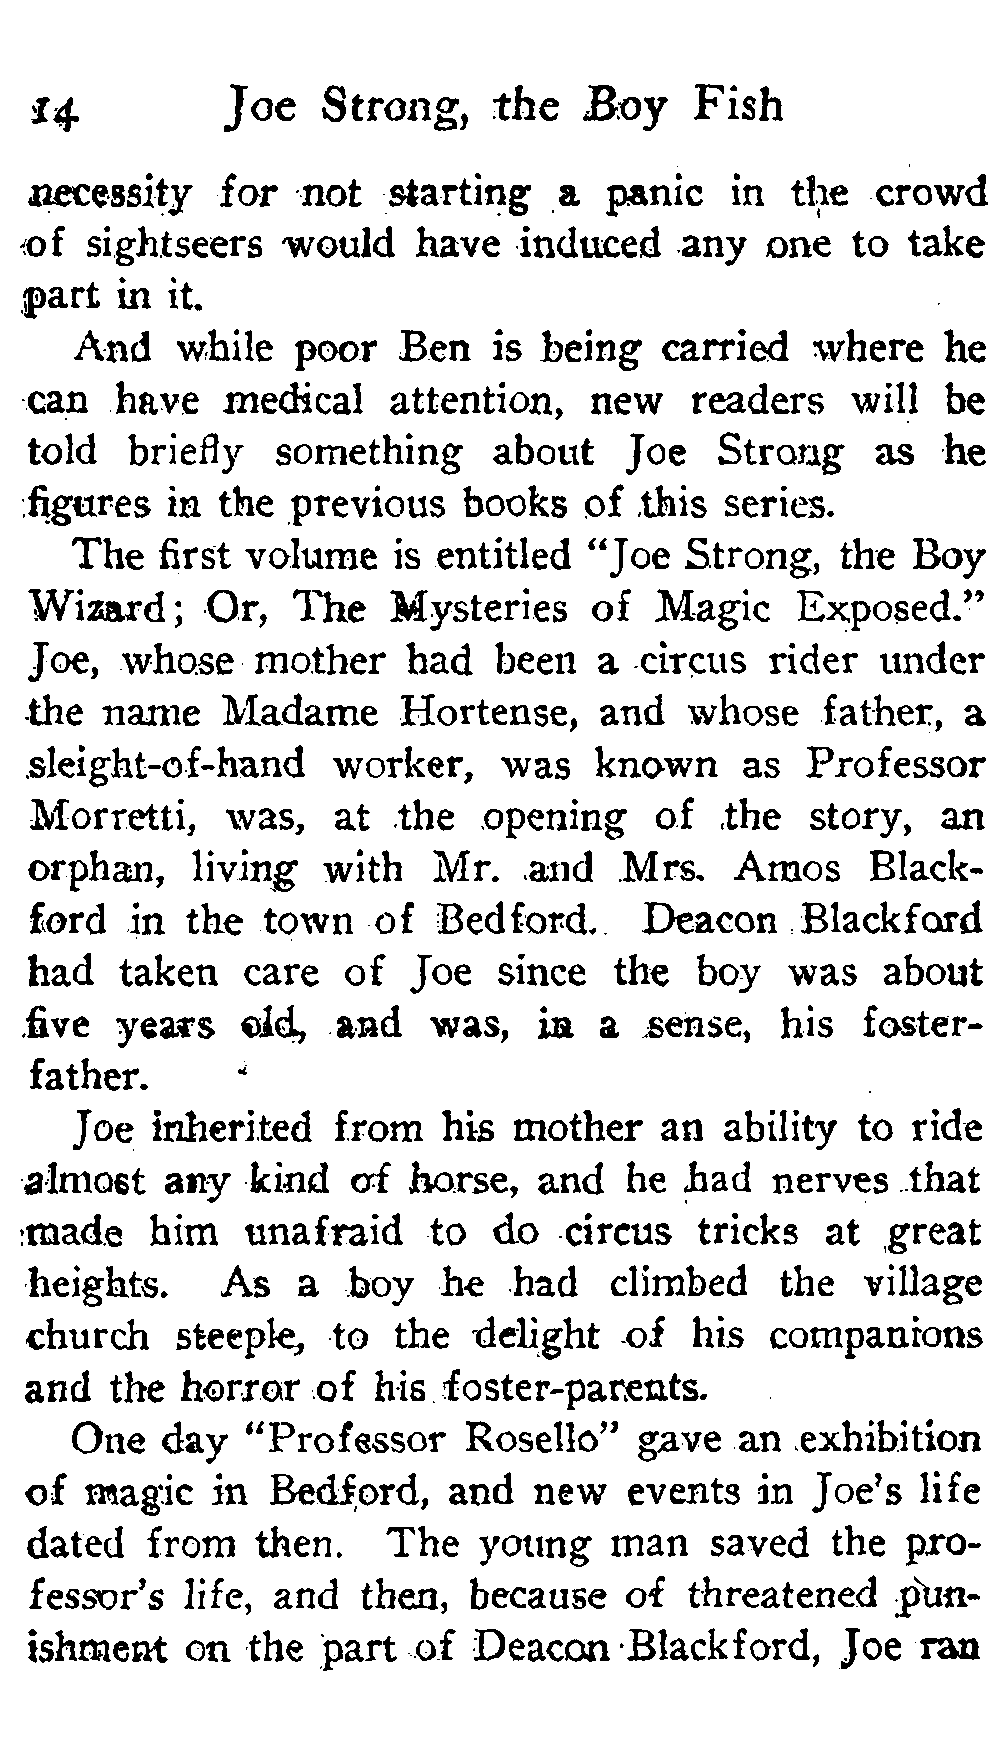 14 Joe Strong, the Boy Fish
necessity for not starting a panic in the crowd
of sightseers would have induced any one to take
part in it.
And while poor Ben is being carried where he
can have medical attention, new readers will be
told briefly something about Joe Strong as he
figures in the previous books of this series.
The first volume is entitled “Joe Strong, the Boy
Wizard; Or, The Mysteries of Magic Exposed.”
Joe, whose mother had been a circus rider under
the name Madame Hortense, and whose father, a
sleight-of-hand worker, was known as Professor
Morretti, was, at the opening of the story, an
orphan, living with Mr. and Mrs. Amos Black-
ford in the town of Bedford. Deacon Blackford
had taken care of Joe since the boy was about
five years old, and was, in a sense, his foster-
father.
Joe inherited from his mother an ability to ride
almost any kind of horse, and he had nerves that
made him unafraid to do circus tricks at great
heights. As a boy he had climbed the village
church steeple, to the delight of his companions
and the horror of his foster-parents.
One day “Professor Rosello” gave an exhibition
of magic in Bedford, and new events in Joe’s life
dated from then. The young man saved the pro-
fessor’s life, and then, because of threatened pun-
ishment on the part of Deacon Blackford, Joe ran